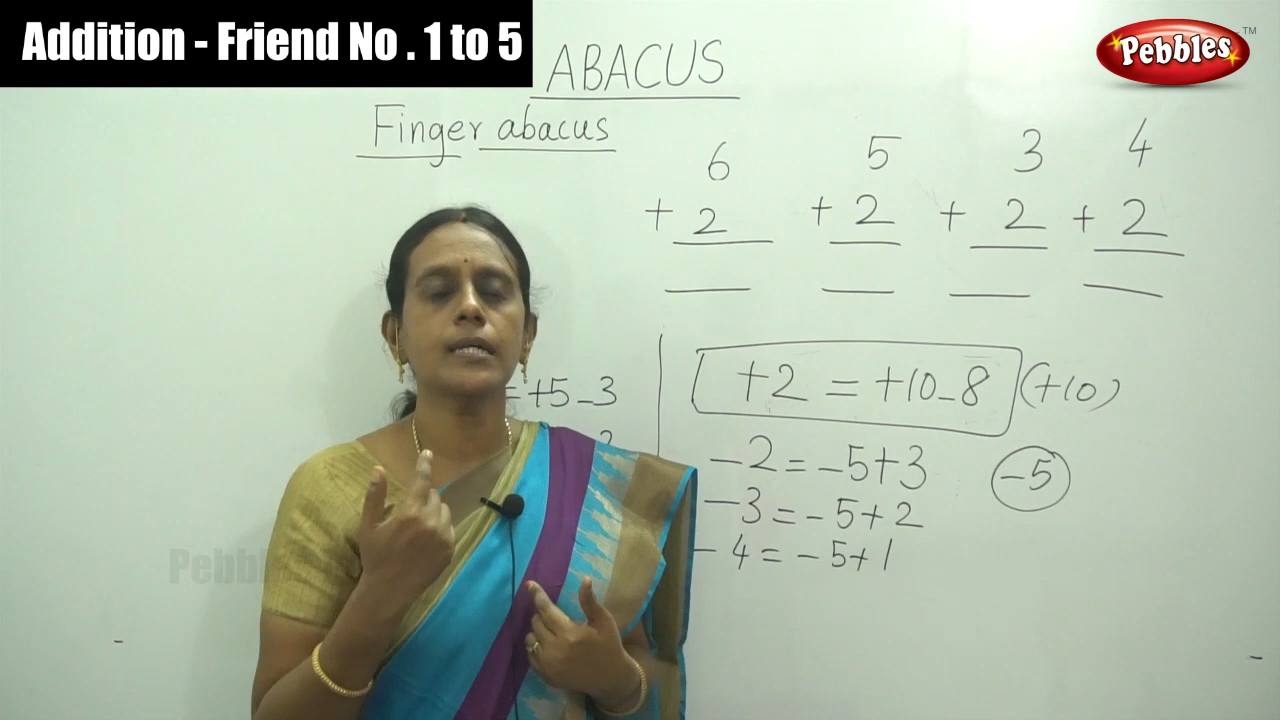 Addition - Friend No . 1 to 5
Pebbles TM
ABACUS
Finger abacus
6 5 3 4
+ 2 + 2 + 2 + 2
= +5 - 3
+2 = +10 - 8 (+10)
-2 = -5+3 -5
-3 = -5+2
-4 = -5+1